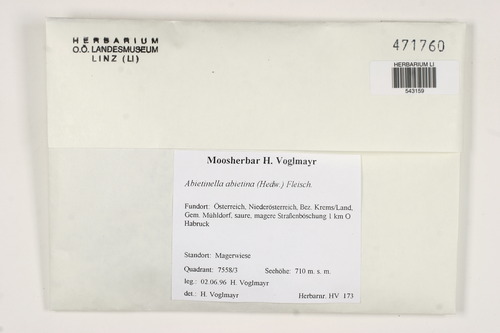 HERBARIUM
O.Ö. LANDESMUSEUM
LINZ (LI)
471760
HERBARIUM LI
543159
Moosherbar H. Voglmayr
Abietinella abietina (Hedw.) Fleisch.
Fundort: Österreich, Niederösterreich, Bez. Krems/Land,
Gem. Mühldorf, saure, magere Straßenböschung 1 km O
Habruck
Standort: Magerwiese
Quadrant: 7558/3 Seehöhe: 710 m. s. m.
leg.: 02.06.96 H. Voglmayr
det.: H. Voglmayr Herbarnr. HV 173